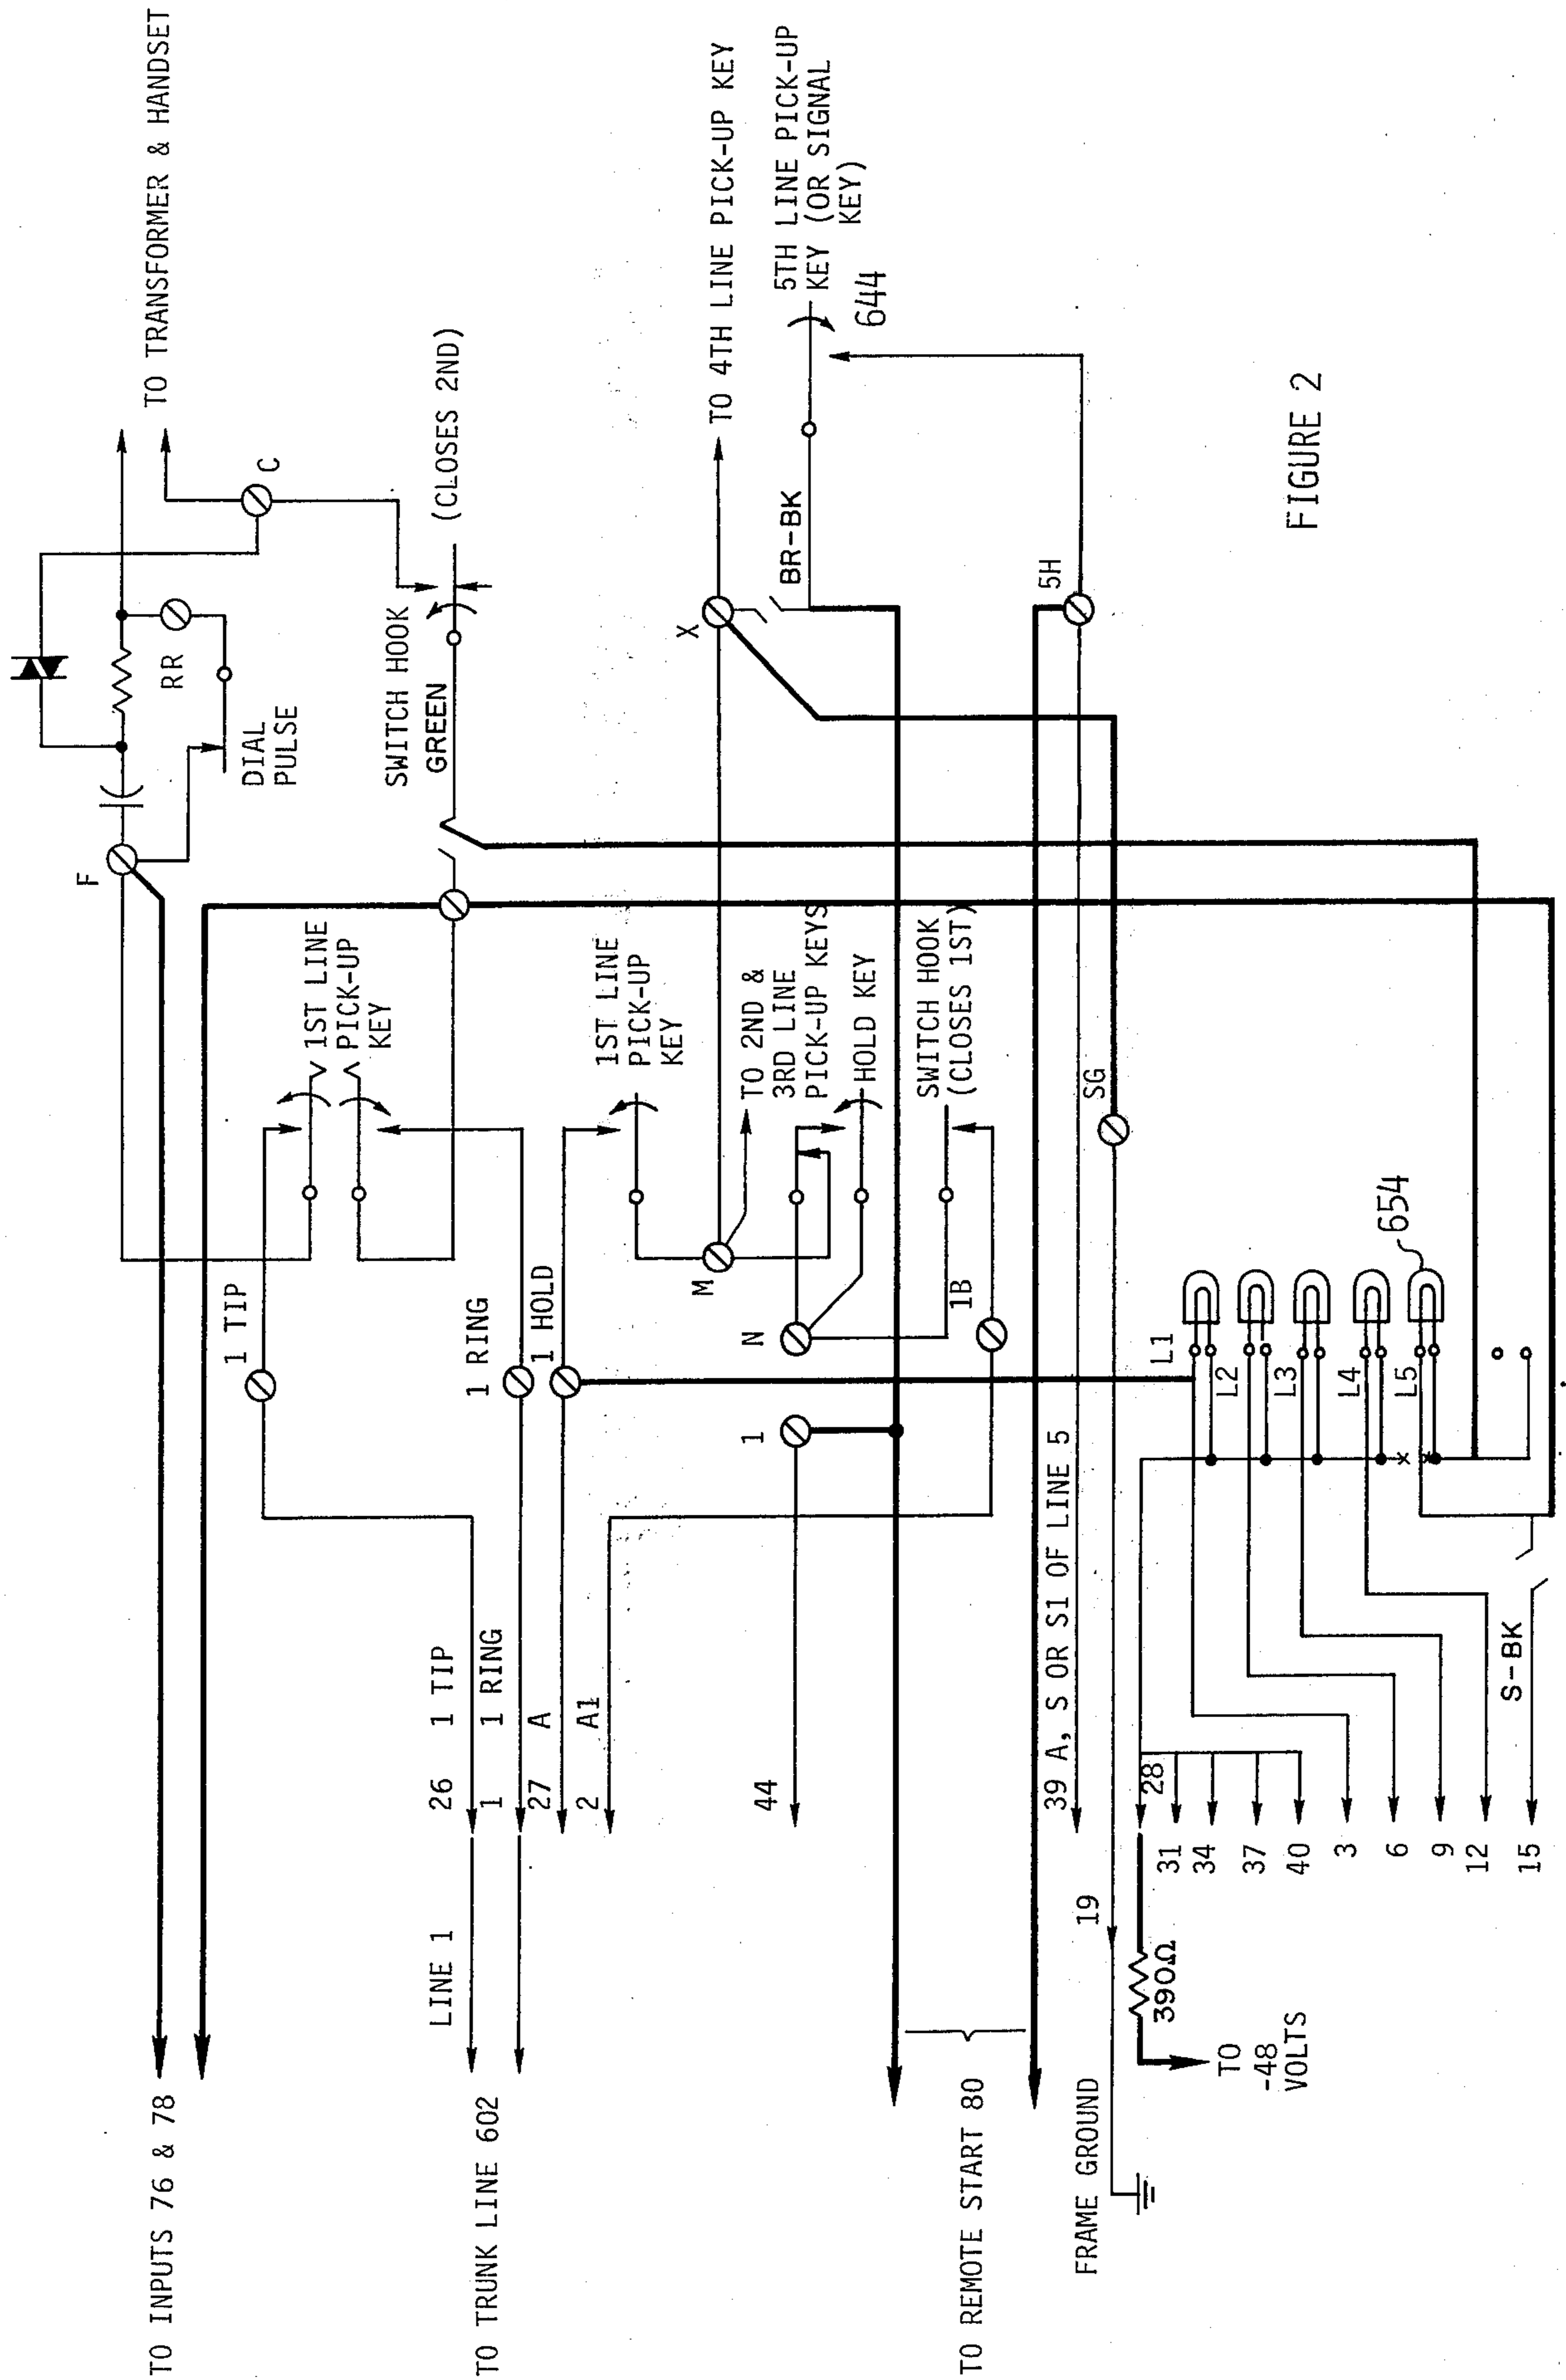 TO INPUTS 76 & 78
TO TRANSFORMER & HANDSET
F
RR
DIAL
PULSE
C
1 TIP
1ST LINE
PICK-UP
KEY
SWITCH HOOK
GREEN
(CLOSES 2ND)
LINE 1
26 1 TIP
1 1 RING
27 A
2 A1
TO TRUNK LINE 602
1 RING
1 HOLD
1ST LINE
PICK-UP
KEY
M
X
TO 4TH LINE PICK-UP KEY
TO 2ND &
3RD LINE
PICK-UP KEYS
44
1
N
HOLD KEY
BR-BK
5TH LINE PICK-UP
KEY (OR SIGNAL
KEY)
644
SWITCH HOOK
(CLOSES 1ST)
1B
TO REMOTE START 80
39 A, S OR S1 OF LINE 5
5H
FRAME GROUND
19
SG
28
390Ω
TO
-48
VOLTS
31
34
37
40
3
6
9
12
15
S-BK
L1
L2
L3
L4
L5
654
FIGURE 2